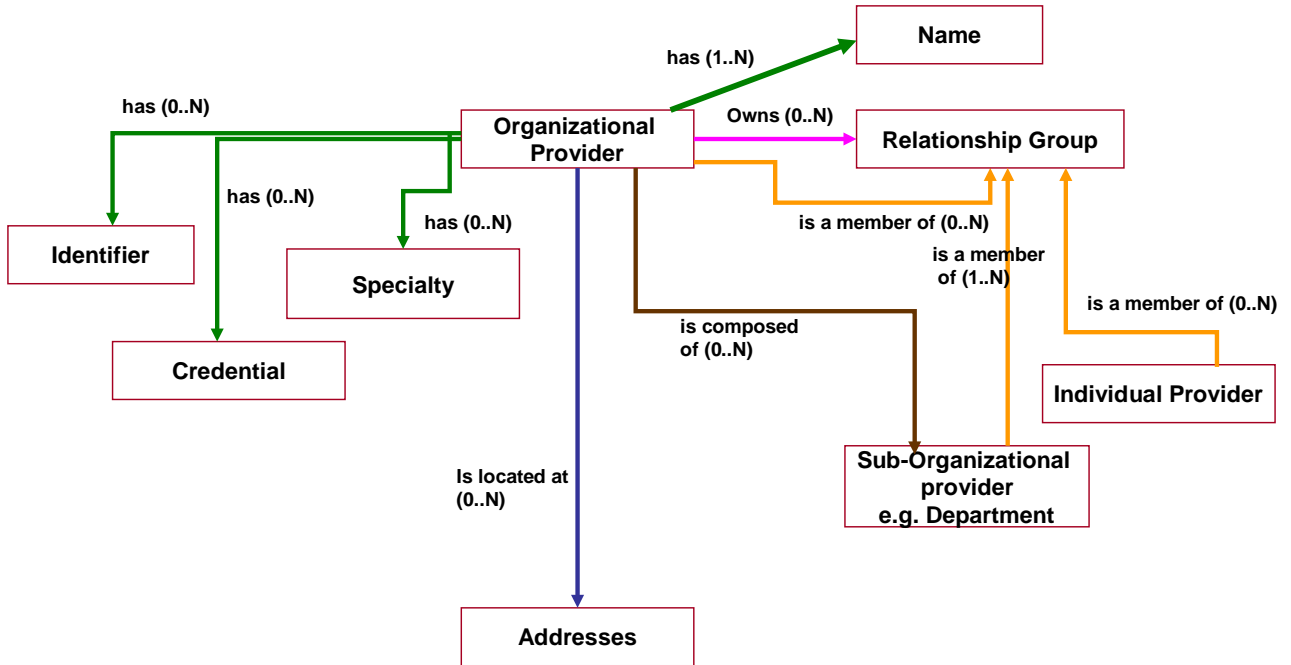 Name
has (1..N)
has (0..N)
Organizational
Provider
Owns (0..N)
Relationship Group
has (0..N)
has (0..N)
is a member of (0..N)
Identifier
Specialty
is a member
of (1..N)
is a member of (0..N)
is composed
of (0..N)
Credential
Individual Provider
Sub-Organizational
provider
e.g. Department
Is located at
(0..N)
Addresses